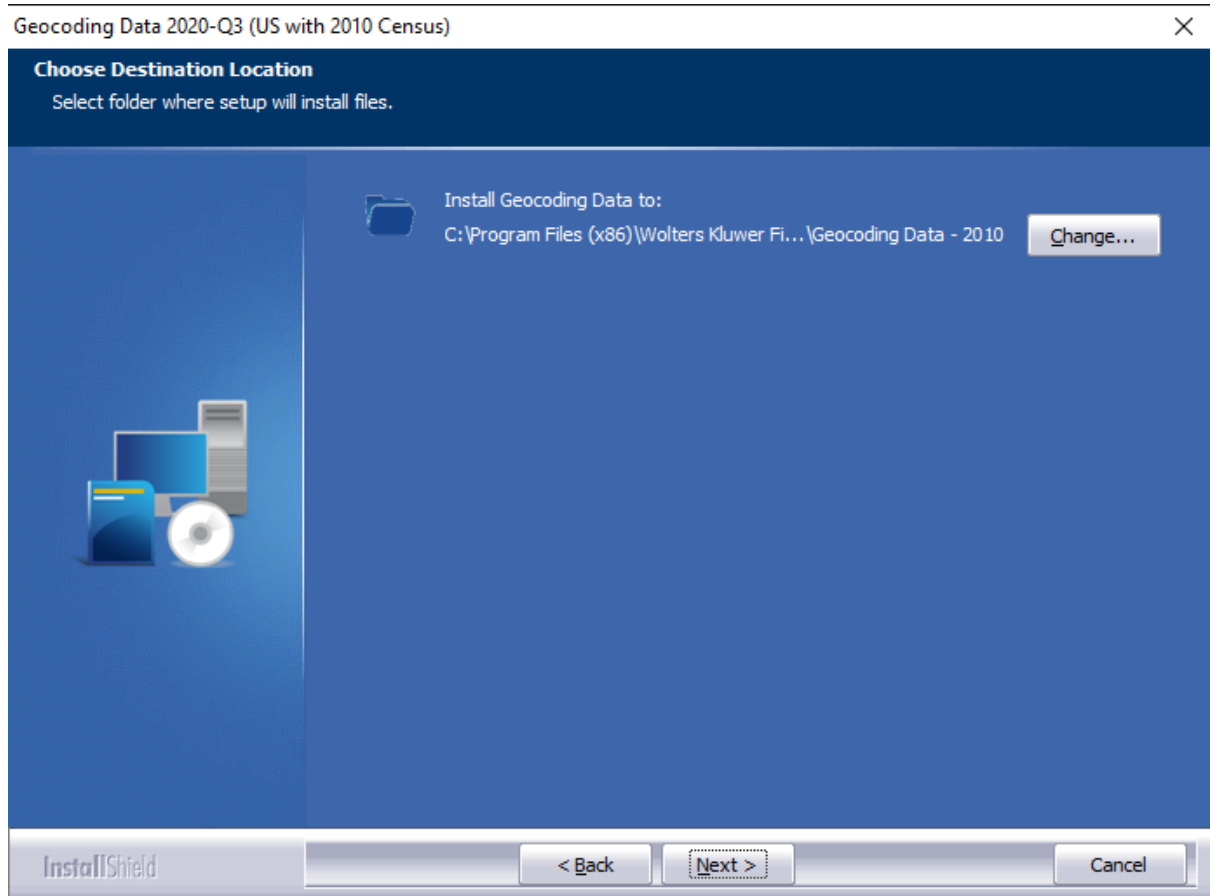 Geocoding Data 2020-Q3 (US with 2010 Census)
Choose Destination Location
Select folder where setup will install files.
Install Geocoding Data to:
C:\Program Files (x86)\Wolters Kluwer Fi...\Geocoding Data - 2010
Change...
InstallShield
< Back
Next >
Cancel